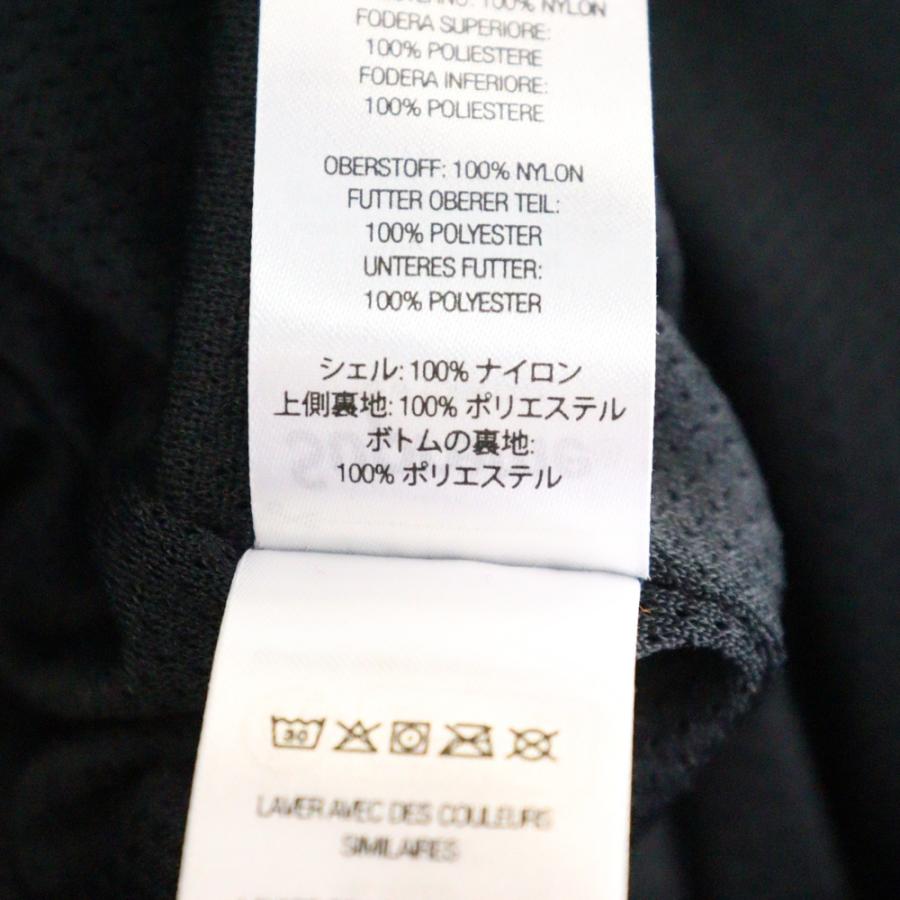 100% NYLON
FODERA SUPERIORE:
100% POLIESTERE
FODERA INFERIORE:
100% POLIESTERE
OBERSTOFF: 100% NYLON
FUTTER OBERER TEIL:
100% POLYESTER
UNTERES FUTTER:
100% POLYESTER
シェル: 100% ナイロン
上側裏地: 100% ポリエステル
ボトムの裏地:
100% ポリエステル
30
LAVER AVEC DES COULEURS
SIMILAIRES